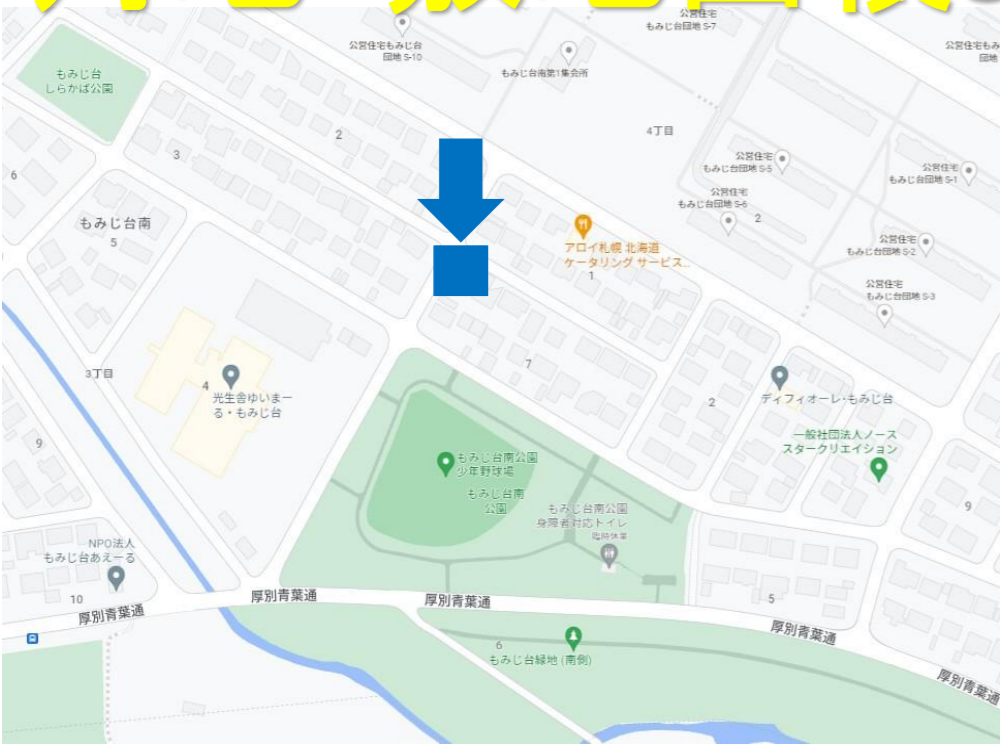 公営住宅
もみじ台団地 S-7
公営住宅もみじ台
団地 S-10
もみじ台南第1集会所
公営住宅もみ
団地
もみじ台
しらかば公園
2
4丁目
3
公営住宅
もみじ台団地 S-5
公営住宅
もみじ台団地 S-1
6
公営住宅
もみじ台団地 S-6
2
もみじ台南
5
アロイ札幌 北海道
ケータリング サービス...
1
公営住宅
もみじ台団地 S-2
公営住宅
もみじ台団地 S-3
3丁目
4
光生舎ゆいまー
る・もみじ台
7
2
ディフィオーレ・もみじ台
一般社団法人ノース
スタークリエイション
9
もみじ台南公園
少年野球場
もみじ台南
公園
もみじ台南公園
身障者対応トイレ
臨時休業
9
NPO法人
もみじ台あえーる
10
厚別青葉通
厚別青葉通
厚別青葉通
5
厚別青葉通
6
もみじ台緑地 (南側)
厚別青葉通